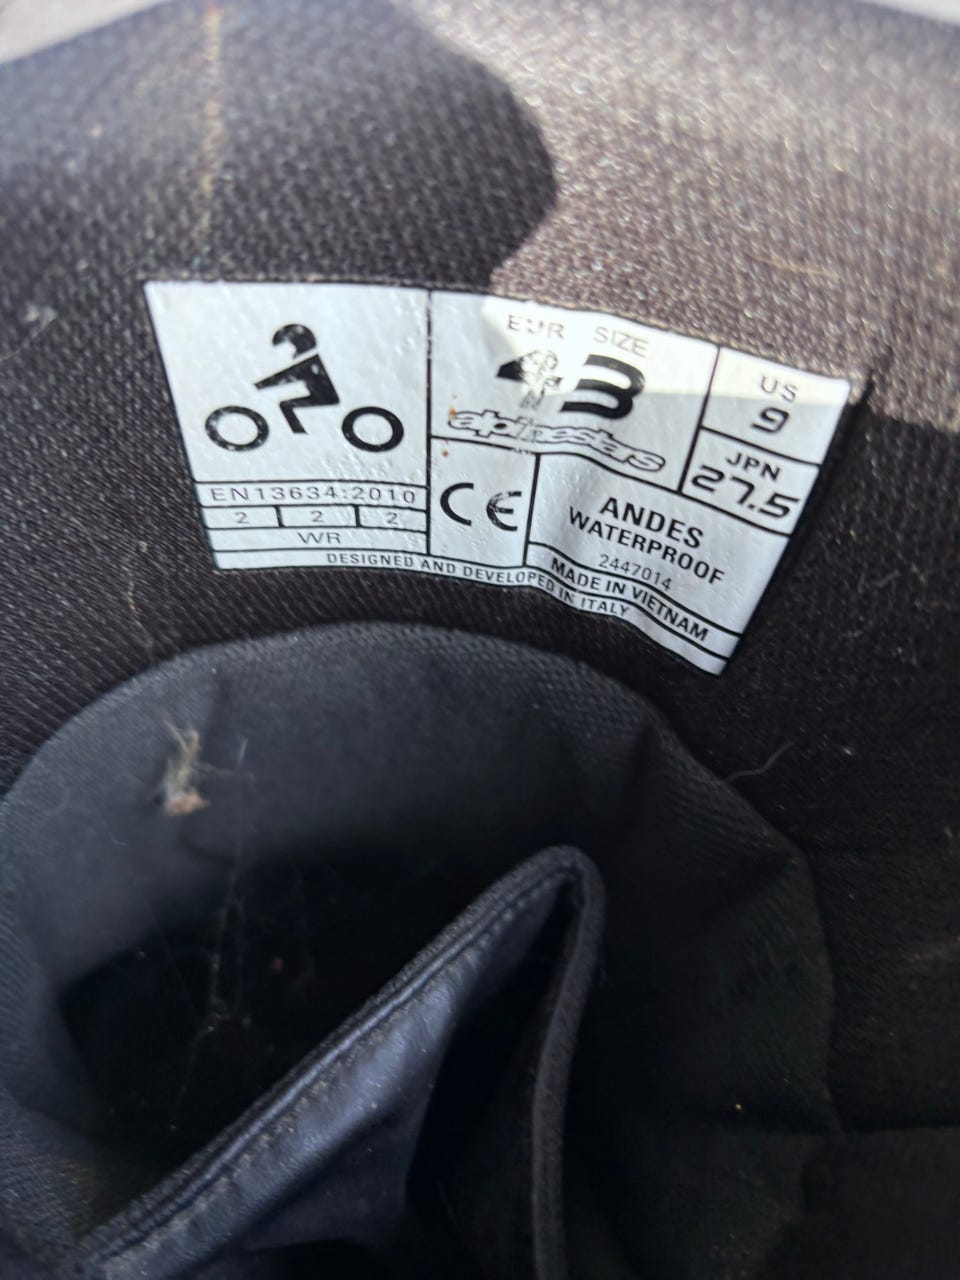 EUR SIZE
43
alpinestars
US
9
JPN
27.5
EN13634:2010
2 2 2
WR
CE
ANDES
WATERPROOF
2447014
MADE IN VIETNAM
DESIGNED AND DEVELOPED IN ITALY